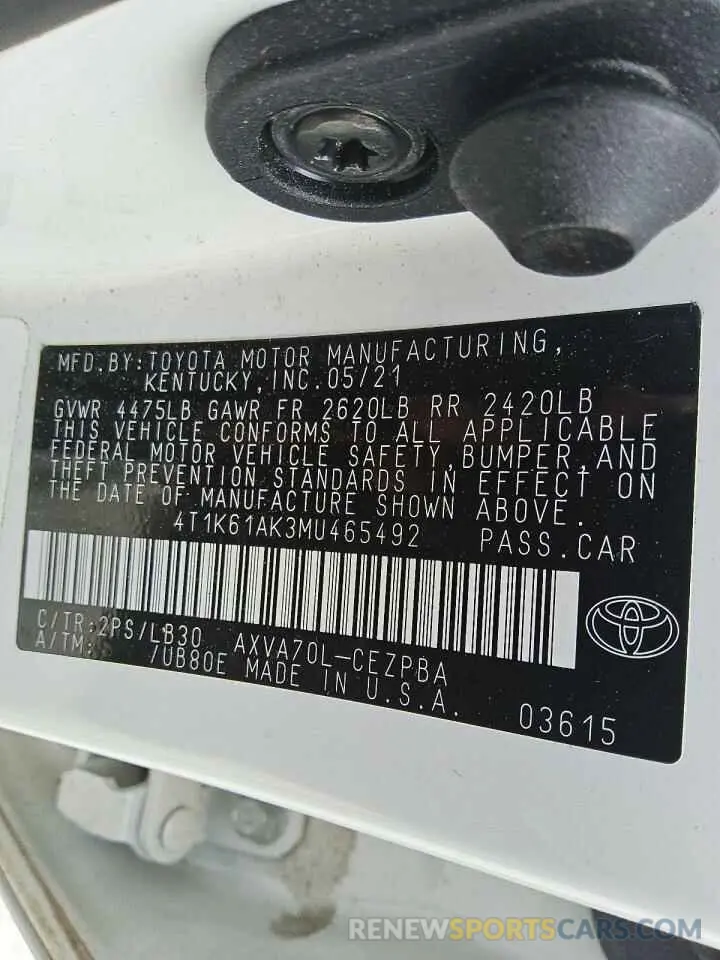 MFD.BY:TOYOTA MOTOR MANUFACTURING,
KENTUCKY,INC.05/21
GVWR 4475LB GAWR FR 2620LB RR 2420LB
THIS VEHICLE CONFORMS TO ALL APPLICABLE
FEDERAL MOTOR VEHICLE SAFETY,BUMPER,AND
THEFT PREVENTION STANDARDS IN EFFECT ON
THE DATE OF MANUFACTURE SHOWN ABOVE.
4T1K61AK3MU465492 PASS.CAR
C/TR:2PS/LB30 AXVA70L-CEZPBA
A/TM: /UB80E MADE IN U.S.A.
03615
RENEWSPORTSCARS.COM